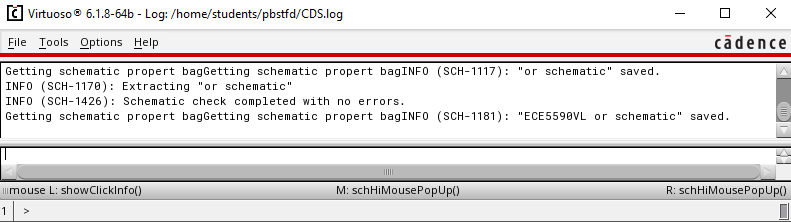 Virtuoso® 6.1.8-64b - Log: /home/students/pbstfd/CDS.log
File Tools Options Help cādence
Getting schematic propert bagGetting schematic propert bagINFO (SCH-1117): "or schematic" saved.
INFO (SCH-1170): Extracting "or schematic"
INFO (SCH-1426): Schematic check completed with no errors.
Getting schematic propert bagGetting schematic propert bagINFO (SCH-1181): "ECE5590VL or schematic" saved.
mouse L: showClickInfo() M: schHiMousePopUp() R: schHiMousePopUp()
1 >